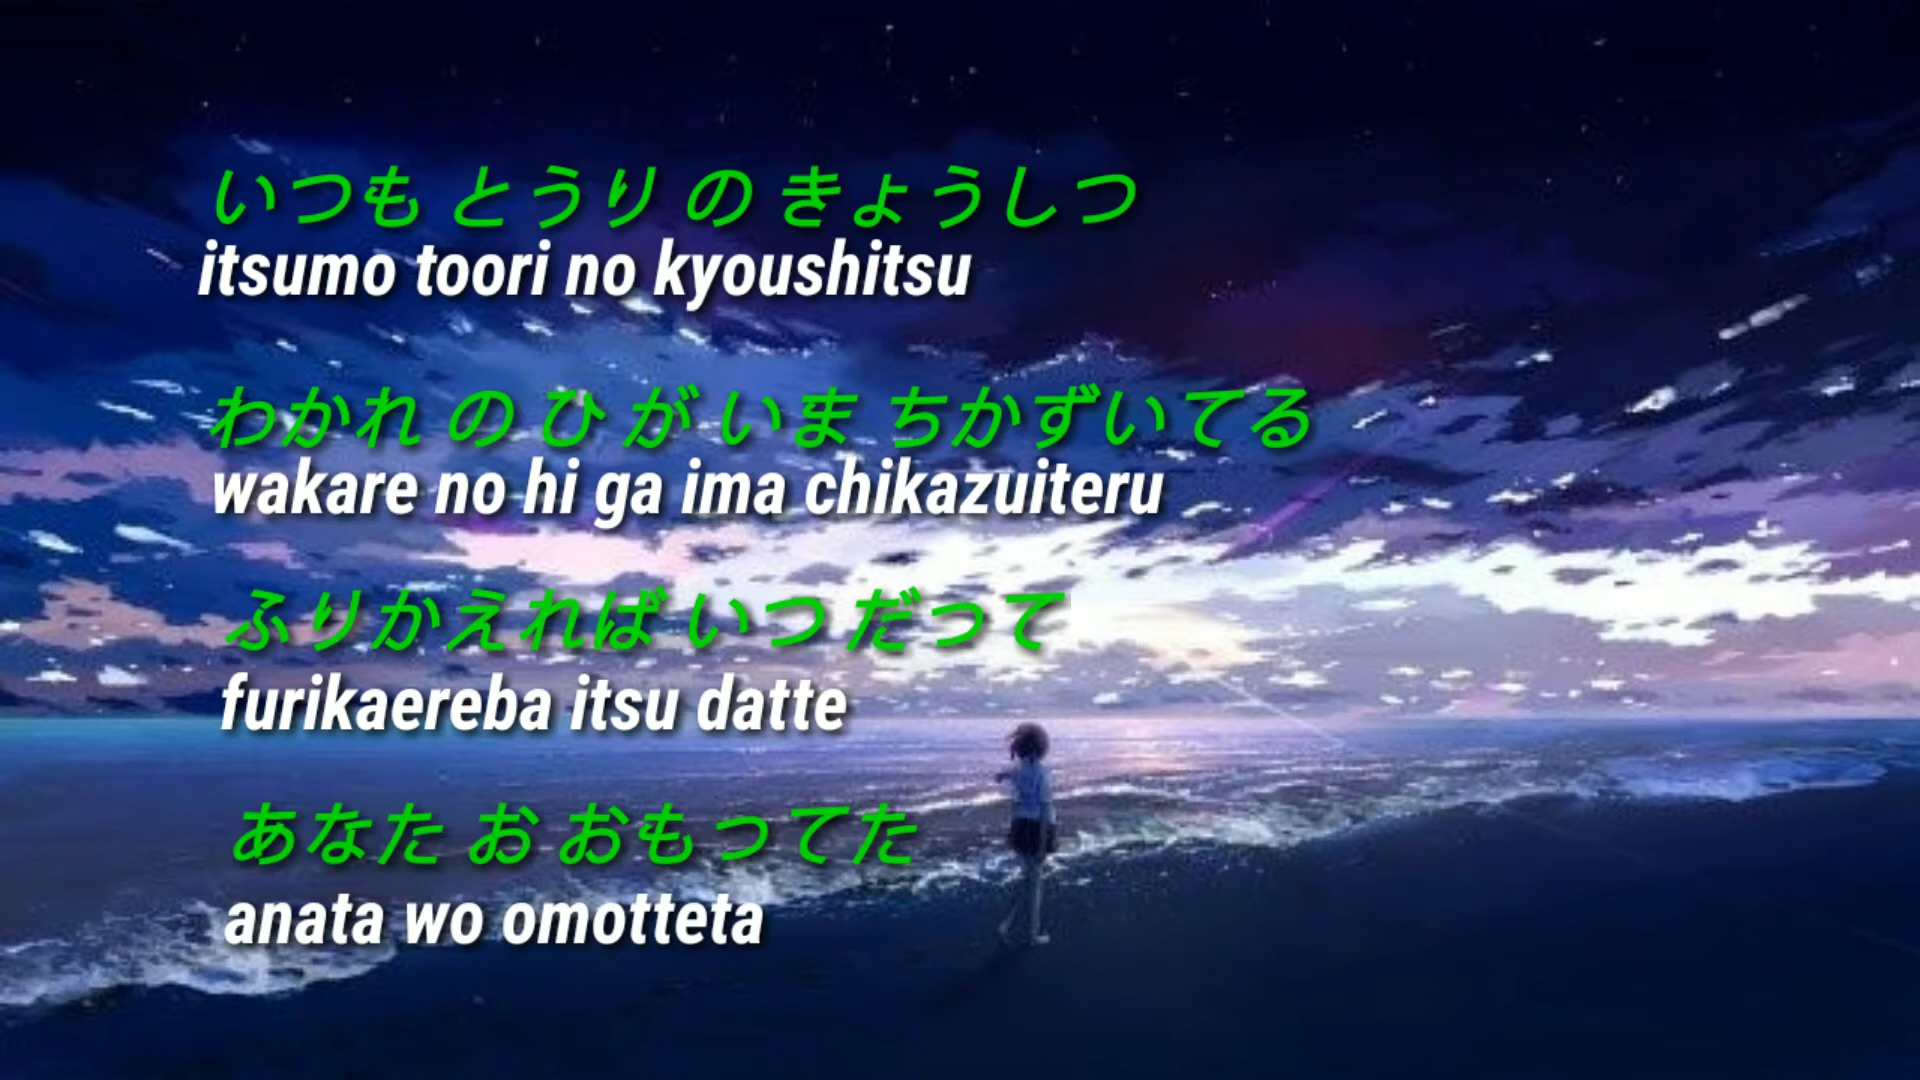 いつも とうり の きょうしつ
itsumo toori no kyoushitsu
わかれ の ひ が いま ちかずいてる
wakare no hi ga ima chikazuiteru
ふりかえれば いつ だって
furikaereba itsu datte
あなた お おもってた
anata wo omotteta